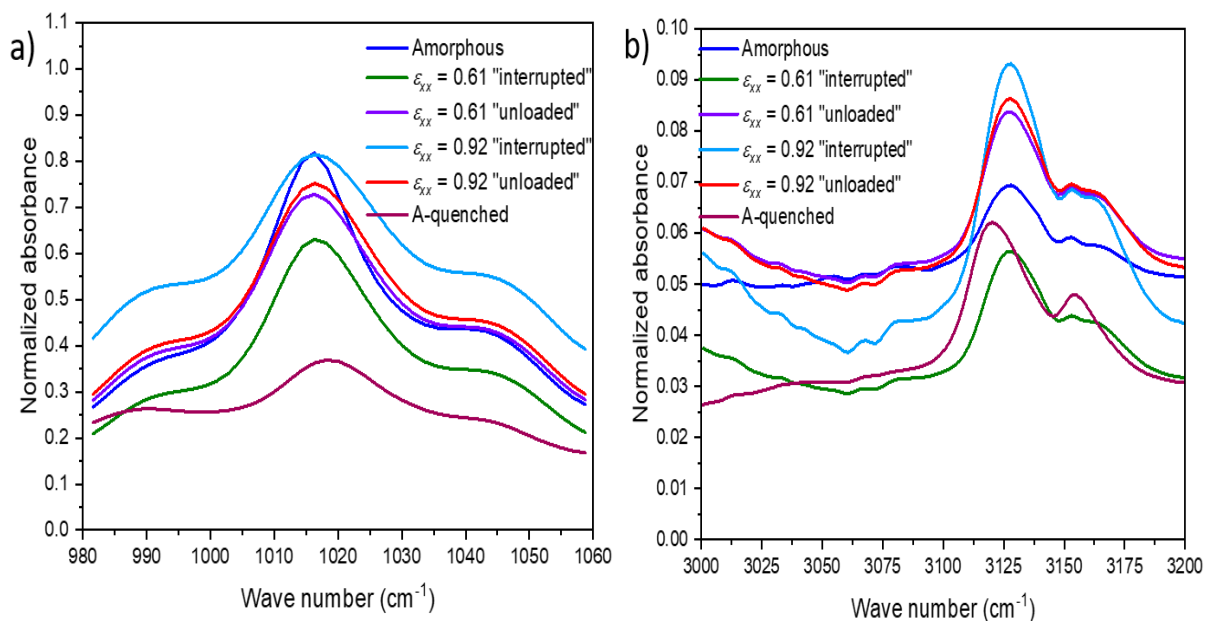 a)
1.1
1.0
0.9
0.8
0.7
0.6
0.5
0.4
0.3
0.2
0.1
0.0
Normalized absorbance
980 990 1000 1010 1020 1030 1040 1050 1060
Wave number (cm⁻¹)
Amorphous
εₓₓ = 0.61 "interrupted"
εₓₓ = 0.61 "unloaded"
εₓₓ = 0.92 "interrupted"
εₓₓ = 0.92 "unloaded"
A-quenched
b)
0.10
0.09
0.08
0.07
0.06
0.05
0.04
0.03
0.02
0.01
0.00
Normalized absorbance
3000 3025 3050 3075 3100 3125 3150 3175 3200
Wave number (cm⁻¹)
Amorphous
εₓₓ = 0.61 "interrupted"
εₓₓ = 0.61 "unloaded"
εₓₓ = 0.92 "interrupted"
εₓₓ = 0.92 "unloaded"
A-quenched